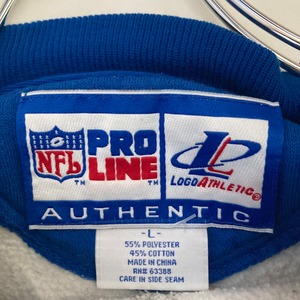 NFL
TM
PRO
LINE
TM
LOGO ATHLETIC®
AUTHENTIC
- L -
55% POLYESTER
45% COTTON
MADE IN CHINA
RN# 63388
CARE IN SIDE SEAM